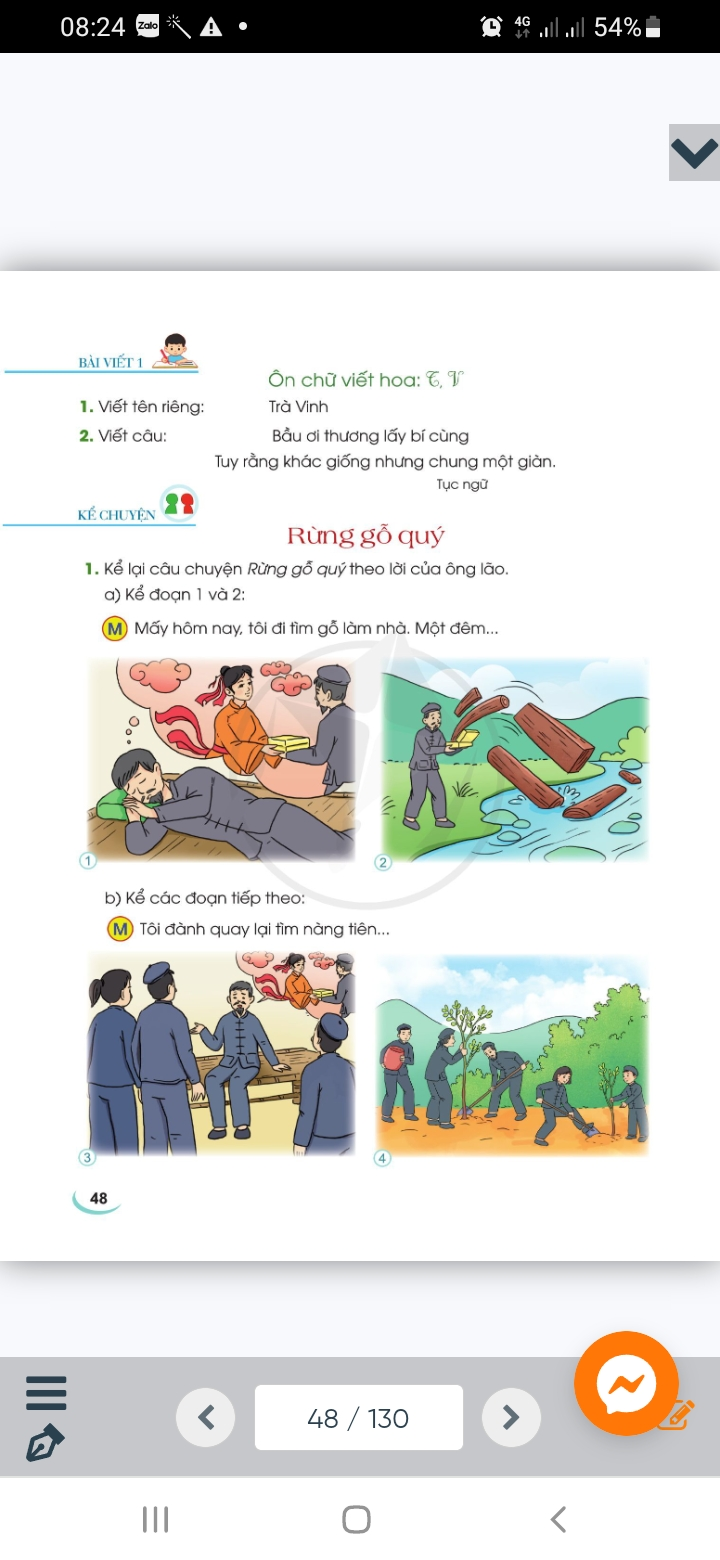 08:24 Zalo 4G 54%
BÀI VIẾT 1
Ôn chữ viết hoa: T, V
1. Viết tên riêng: Trà Vinh
2. Viết câu: Bầu ơi thương lấy bí cùng
Tuy rằng khác giống nhưng chung một giàn.
Tục ngữ
KỂ CHUYỆN
Rừng gỗ quý
1. Kể lại câu chuyện Rừng gỗ quý theo lời của ông lão.
a) Kể đoạn 1 và 2:
M Mấy hôm nay, tôi đi tìm gỗ làm nhà. Một đêm...
1
2
b) Kể các đoạn tiếp theo:
M Tôi đành quay lại tìm nàng tiên...
3
4
48
48 / 130